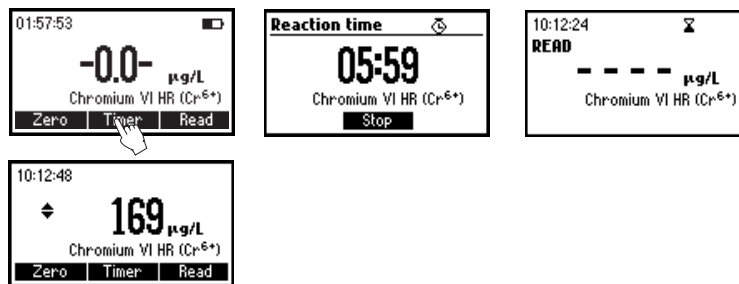 01:57:53
-0.0- µg/L
Chromium VI HR (Cr6+)
Zero Timer Read
Reaction time
05:59
Chromium VI HR (Cr6+)
Stop
10:12:24
READ
- - - - µg/L
Chromium VI HR (Cr6+)
10:12:48
169 µg/L
Chromium VI HR (Cr6+)
Zero Timer Read